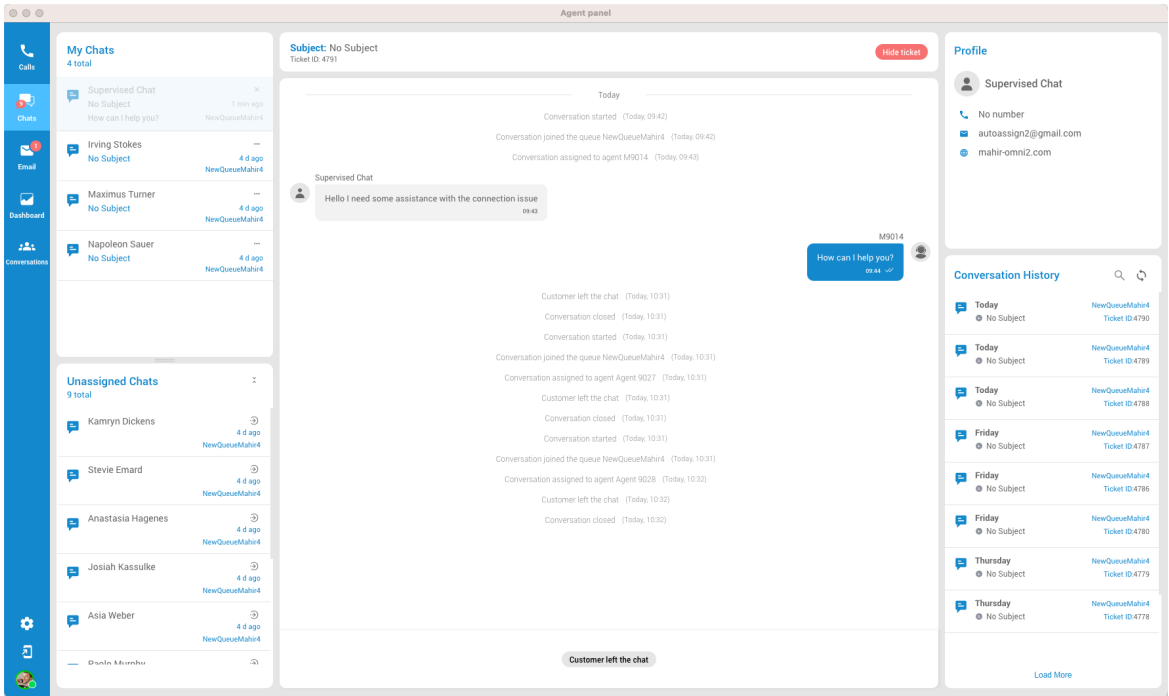 Agent panel
Calls
9
Chats
1
Email
Dashboard
Conversations
My Chats
4 total
Supervised Chat
No Subject 1 min ago
How can I help you? NewQueueMahir4
Irving Stokes
No Subject 4 d ago
NewQueueMahir4
Maximus Turner
No Subject 4 d ago
NewQueueMahir4
Napoleon Sauer
No Subject 4 d ago
NewQueueMahir4
Unassigned Chats
9 total
Kamryn Dickens
4 d ago
NewQueueMahir4
Stevie Emard
4 d ago
NewQueueMahir4
Anastasia Hagenes
4 d ago
NewQueueMahir4
Josiah Kassulke
4 d ago
NewQueueMahir4
Asia Weber
4 d ago
NewQueueMahir4
Paolo Murphy
Subject: No Subject
Ticket ID: 4791
Hide ticket
Today
Conversation started (Today, 09:42)
Conversation joined the queue NewQueueMahir4 (Today, 09:42)
Conversation assigned to agent M9014 (Today, 09:43)
Supervised Chat
Hello I need some assistance with the connection issue
09:43
M9014
How can I help you?
09:44
Customer left the chat (Today, 10:31)
Conversation closed (Today, 10:31)
Conversation started (Today, 10:31)
Conversation joined the queue NewQueueMahir4 (Today, 10:31)
Conversation assigned to agent Agent 9027 (Today, 10:31)
Customer left the chat (Today, 10:31)
Conversation closed (Today, 10:31)
Conversation started (Today, 10:31)
Conversation joined the queue NewQueueMahir4 (Today, 10:31)
Conversation assigned to agent Agent 9028 (Today, 10:32)
Customer left the chat (Today, 10:32)
Conversation closed (Today, 10:32)
Customer left the chat
Profile
Supervised Chat
No number
autoassign2@gmail.com
mahir-omni2.com
Conversation History
Today NewQueueMahir4
No Subject Ticket ID:4790
Today NewQueueMahir4
No Subject Ticket ID:4789
Today NewQueueMahir4
No Subject Ticket ID:4788
Friday NewQueueMahir4
No Subject Ticket ID:4787
Friday NewQueueMahir4
No Subject Ticket ID:4786
Friday NewQueueMahir4
No Subject Ticket ID:4780
Thursday NewQueueMahir4
No Subject Ticket ID:4779
Thursday NewQueueMahir4
No Subject Ticket ID:4778
Load More